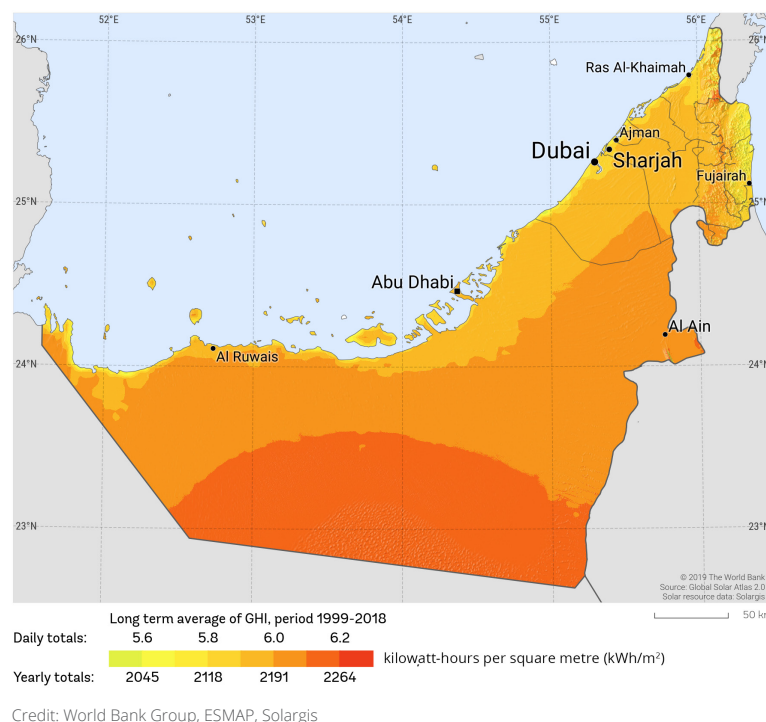 52°E 53°E 54°E 55°E 56°E
26°N 26°N
Ras Al-Khaimah
Ajman
Dubai
Sharjah
Fujairah
25°N 25°N
Abu Dhabi
Al Ain
Al Ruwais
24°N 24°N
23°N 23°N
© 2019 The World Bank
Source: Global Solar Atlas 2.0
Solar resource data: Solargis
50 km
Long term average of GHI, period 1999-2018
Daily totals: 5.6 5.8 6.0 6.2
kilowatt-hours per square metre (kWh/m²)
Yearly totals: 2045 2118 2191 2264
Credit: World Bank Group, ESMAP, Solargis